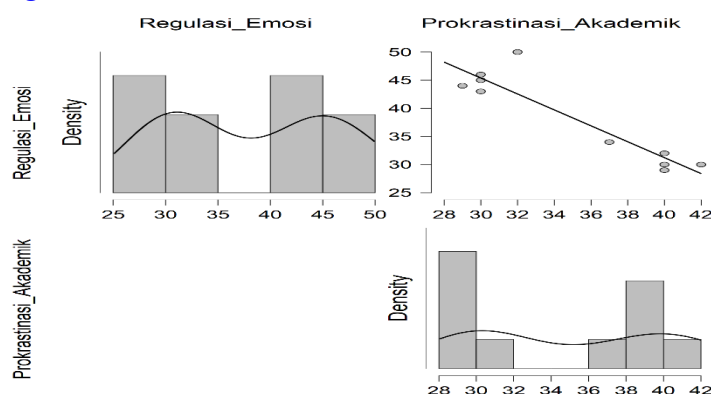 Regulasi_Emosi
Prokrastinasi_Akademik
Regulasi_Emosi
Density
25 30 35 40 45 50
50
45
40
35
30
25
28 30 32 34 36 38 40 42
Prokrastinasi_Akademik
Density
28 30 32 34 36 38 40 42